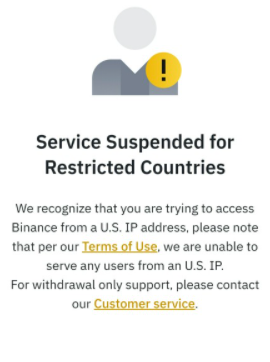 !
Service Suspended for
Restricted Countries
We recognize that you are trying to access
Binance from a U.S. IP address, please note
that per our Terms of Use, we are unable to
serve any users from an U.S. IP.
For withdrawal only support, please contact
our Customer service.